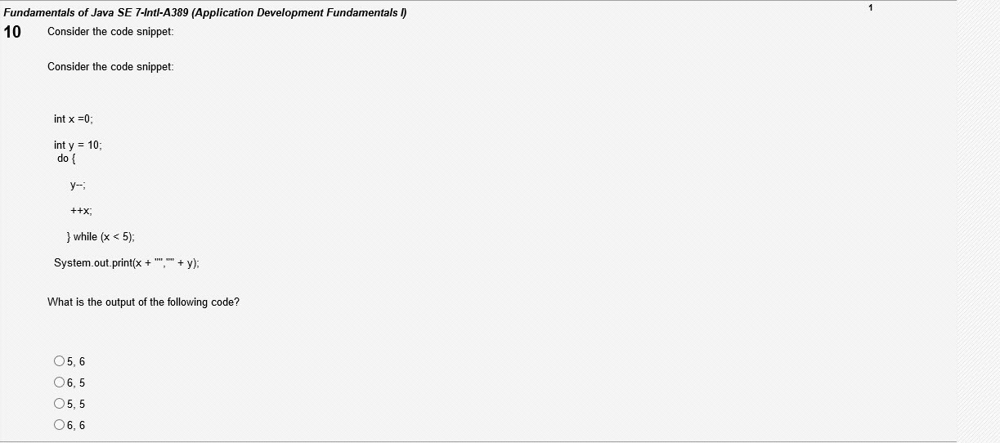 Fundamentals of Java SE 7-Intl-A389 (Application Development Fundamentals I)
1
10 Consider the code snippet:
Consider the code snippet:
int x =0;
int y = 10;
do {
y--;
++x;
} while (x < 5);
System.out.print(x + "","" + y);
What is the output of the following code?
5, 6
6, 5
5, 5
6, 6